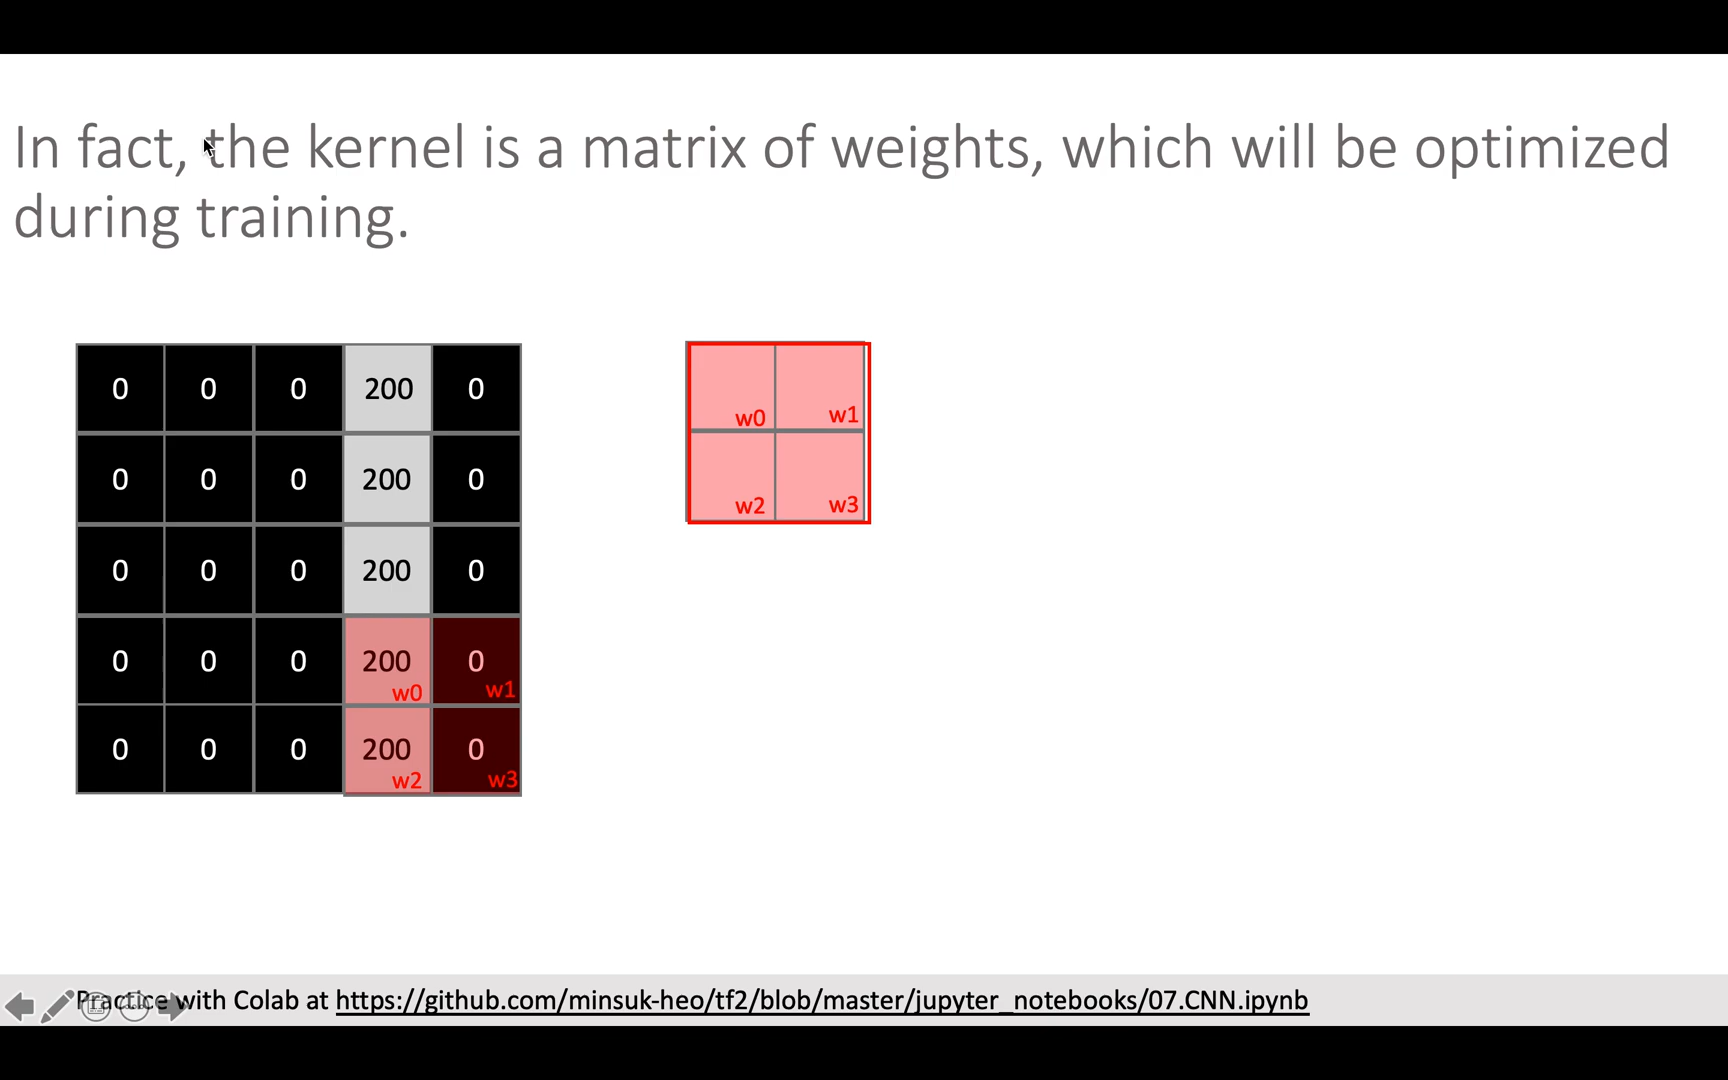 In fact, the kernel is a matrix of weights, which will be optimized
during training.
0 0 0 200 0
0 0 0 200 0
0 0 0 200 0
0 0 0 200 0
w0 w1
0 0 0 200 0
w2 w3
w0 w1
w2 w3
Practice with Colab at https://github.com/minsuk-heo/tf2/blob/master/jupyter_notebooks/07.CNN.ipynb